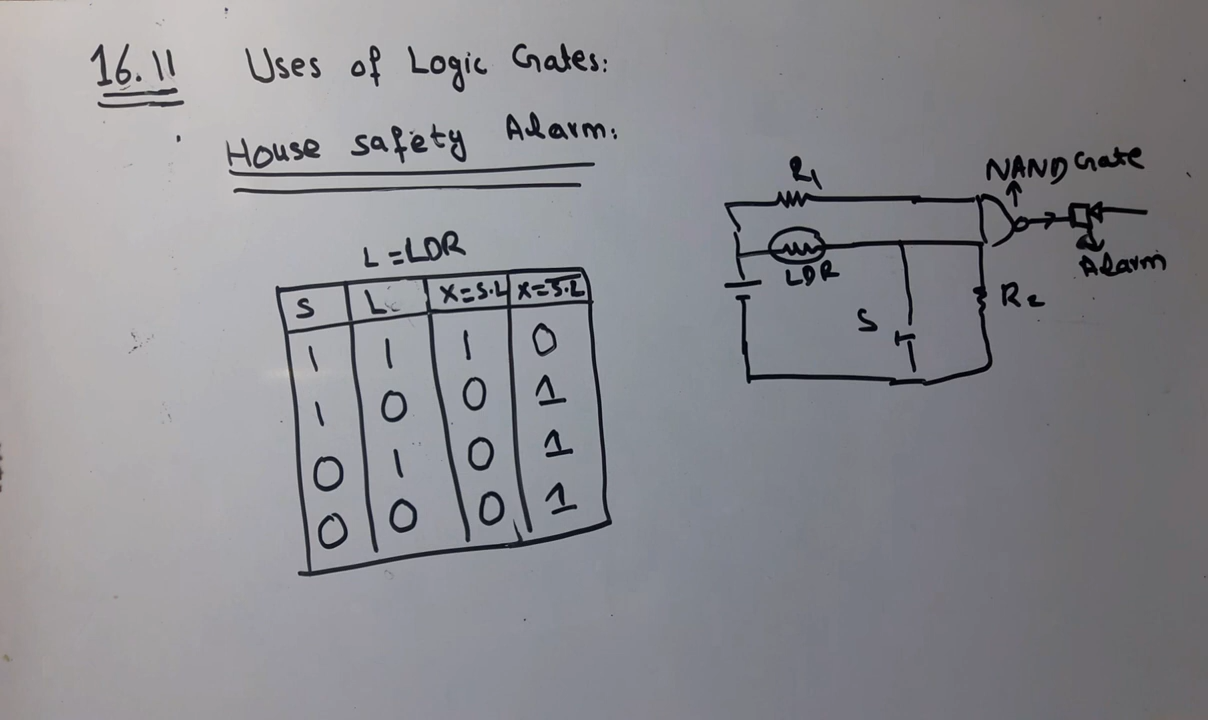 16.11 Uses of Logic Gates:
House safety Alarm:
L = LDR
S L X=S.L X=S̅.̅L̅
1 1 1 0
1 0 0 1
0 1 0 1
0 0 0 1
R₁
NAND Gate
LDR
Alarm
S
R₂